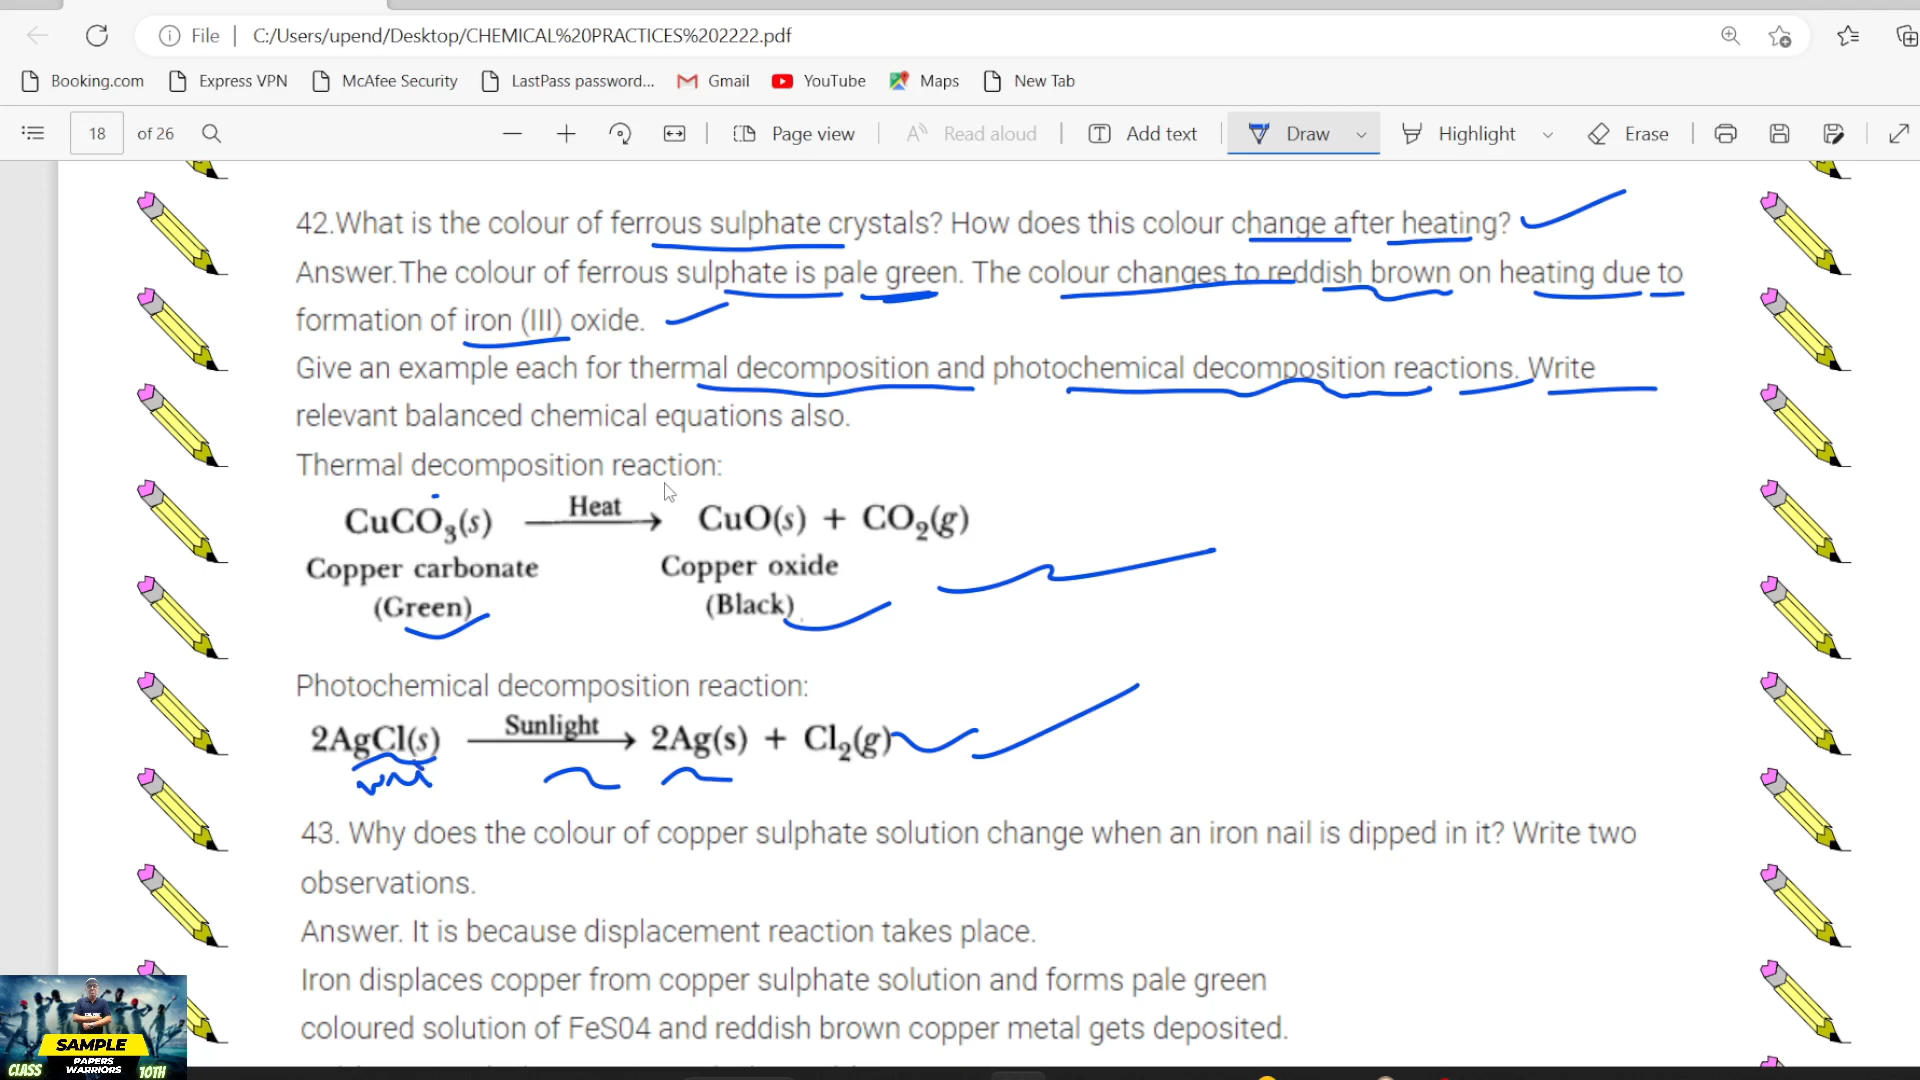 File | C:/Users/upend/Desktop/CHEMICAL%20PRACTICES%202222.pdf
Booking.com Express VPN McAfee Security LastPass password... Gmail YouTube Maps New Tab
18 of 26 Page view Read aloud Add text Draw Highlight Erase
42.What is the colour of ferrous sulphate crystals? How does this colour change after heating?
Answer.The colour of ferrous sulphate is pale green. The colour changes to reddish brown on heating due to
formation of iron (III) oxide.
Give an example each for thermal decomposition and photochemical decomposition reactions. Write
relevant balanced chemical equations also.
Thermal decomposition reaction:
CuCO₃(s) —Heat→ CuO(s) + CO₂(g)
Copper carbonate Copper oxide
(Green) (Black)
Photochemical decomposition reaction:
2AgCl(s) —Sunlight→ 2Ag(s) + Cl₂(g)
43. Why does the colour of copper sulphate solution change when an iron nail is dipped in it? Write two
observations.
Answer. It is because displacement reaction takes place.
Iron displaces copper from copper sulphate solution and forms pale green
coloured solution of FeS04 and reddish brown copper metal gets deposited.
SAMPLE
PAPERS
WARRIORS
CLASS 10TH